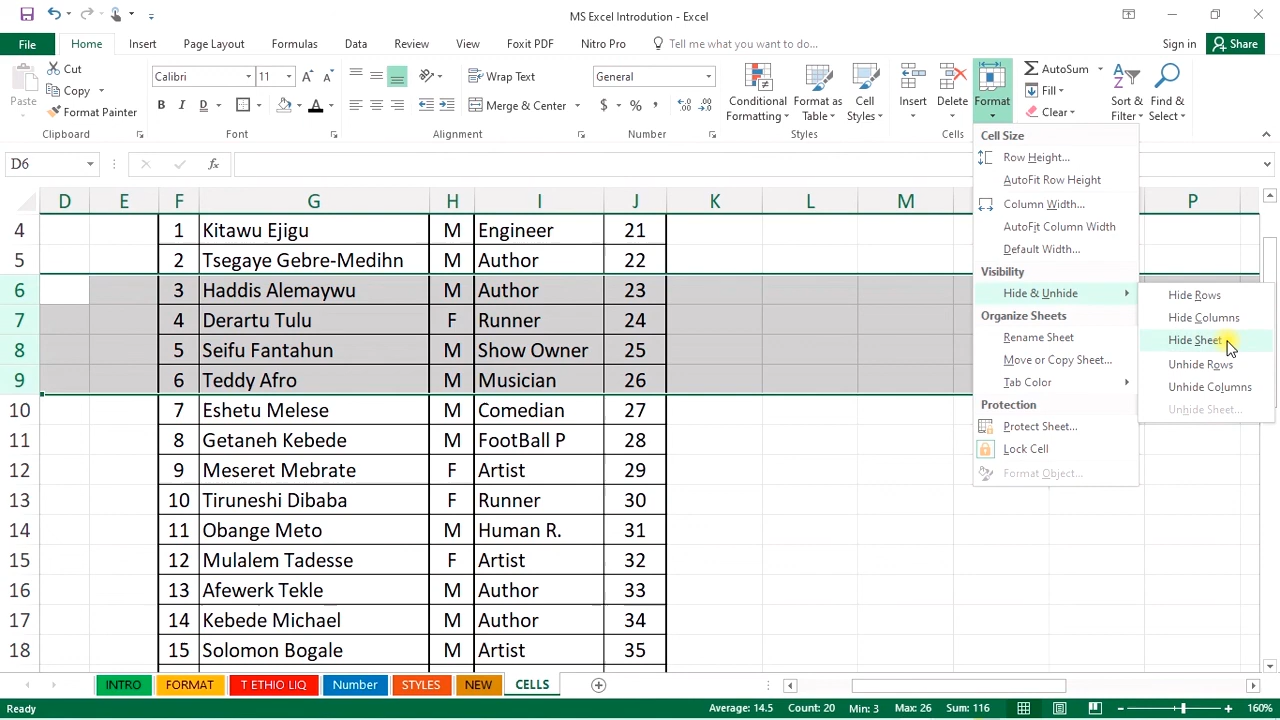 MS Excel Introdution - Excel
File Home Insert Page Layout Formulas Data Review View Foxit PDF Nitro Pro Tell me what you want to do... Sign in Share
Paste
Cut
Copy
Format Painter
Clipboard
Calibri 11
B I D
Font
Wrap Text
Merge & Center
Alignment
General
$ % ,
Number
Conditional Formatting
Format as Table
Cell Styles
Styles
Insert
Delete
Format
Cells
AutoSum
Fill
Clear
Sort & Filter
Find & Select
D6 fx
D E F G H I J K L M P
4 1 Kitawu Ejigu M Engineer 21
5 2 Tsegaye Gebre-Medihn M Author 22
6 3 Haddis Alemaywu M Author 23
7 4 Derartu Tulu F Runner 24
8 5 Seifu Fantahun M Show Owner 25
9 6 Teddy Afro M Musician 26
10 7 Eshetu Melese M Comedian 27
11 8 Getaneh Kebede M FootBall P 28
12 9 Meseret Mebrate F Artist 29
13 10 Tiruneshi Dibaba F Runner 30
14 11 Obange Meto M Human R. 31
15 12 Mulalem Tadesse F Artist 32
16 13 Afewerk Tekle M Author 33
17 14 Kebede Michael M Author 34
18 15 Solomon Bogale M Artist 35
Cell Size
Row Height...
AutoFit Row Height
Column Width...
AutoFit Column Width
Default Width...
Visibility
Hide & Unhide
Organize Sheets
Rename Sheet
Move or Copy Sheet...
Tab Color
Protection
Protect Sheet...
Lock Cell
Format Object...
Hide Rows
Hide Columns
Hide Sheet
Unhide Rows
Unhide Columns
Unhide Sheet...
INTRO FORMAT T ETHIO LIQ Number STYLES NEW CELLS
Ready Average: 14.5 Count: 20 Min: 3 Max: 26 Sum: 116 160%